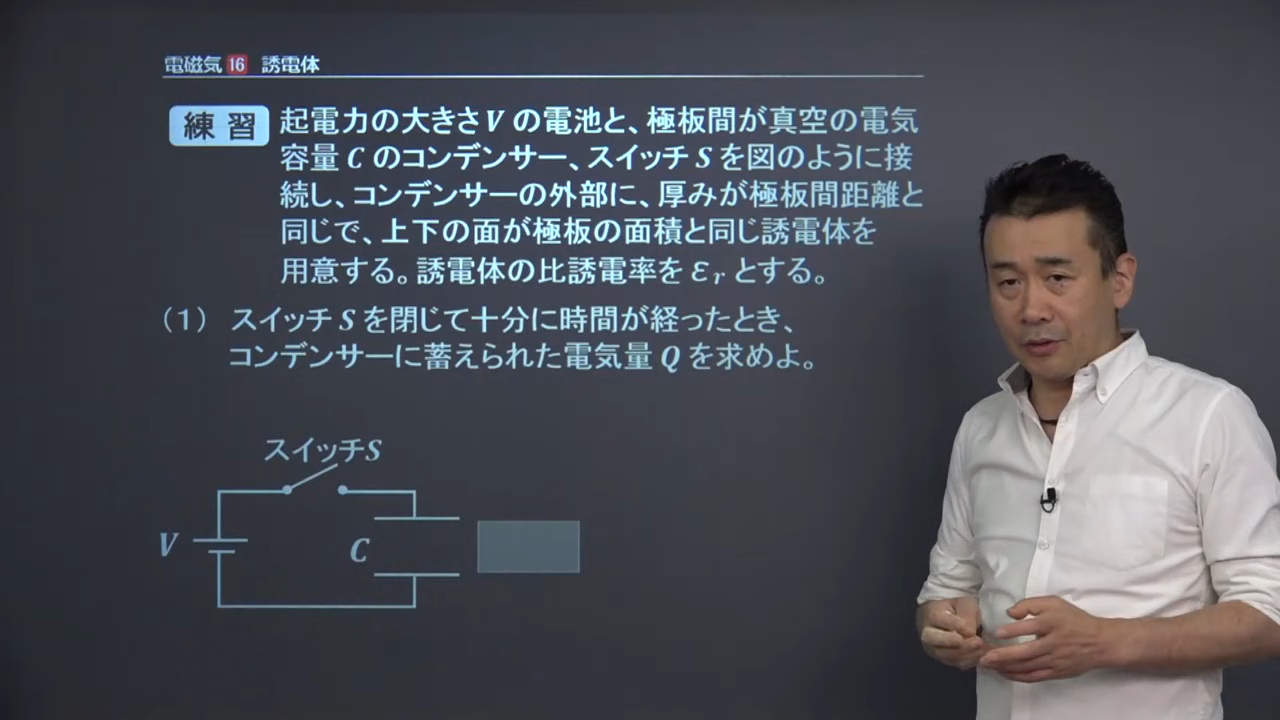 電磁気 16 誘電体
練習 起電力の大きさVの電池と、極板間が真空の電気
容量Cのコンデンサー、スイッチSを図のように接
続し、コンデンサーの外部に、厚みが極板間距離と
同じで、上下の面が極板の面積と同じ誘電体を
用意する。誘電体の比誘電率をεrとする。
(1) スイッチSを閉じて十分に時間が経ったとき、
コンデンサーに蓄えられた電気量Qを求めよ。
スイッチS
V
C